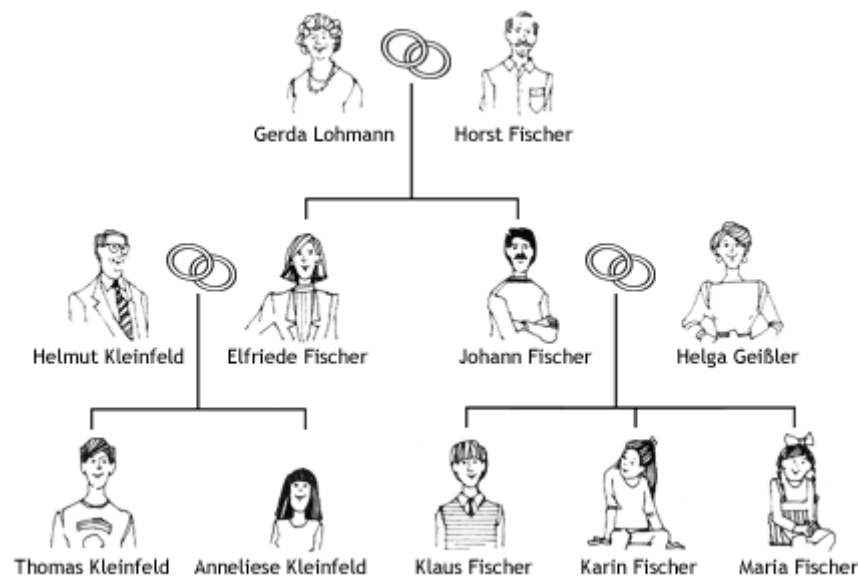 Gerda Lohmann
Horst Fischer
Helmut Kleinfeld
Elfriede Fischer
Johann Fischer
Helga Geißler
Thomas Kleinfeld
Anneliese Kleinfeld
Klaus Fischer
Karin Fischer
Maria Fischer